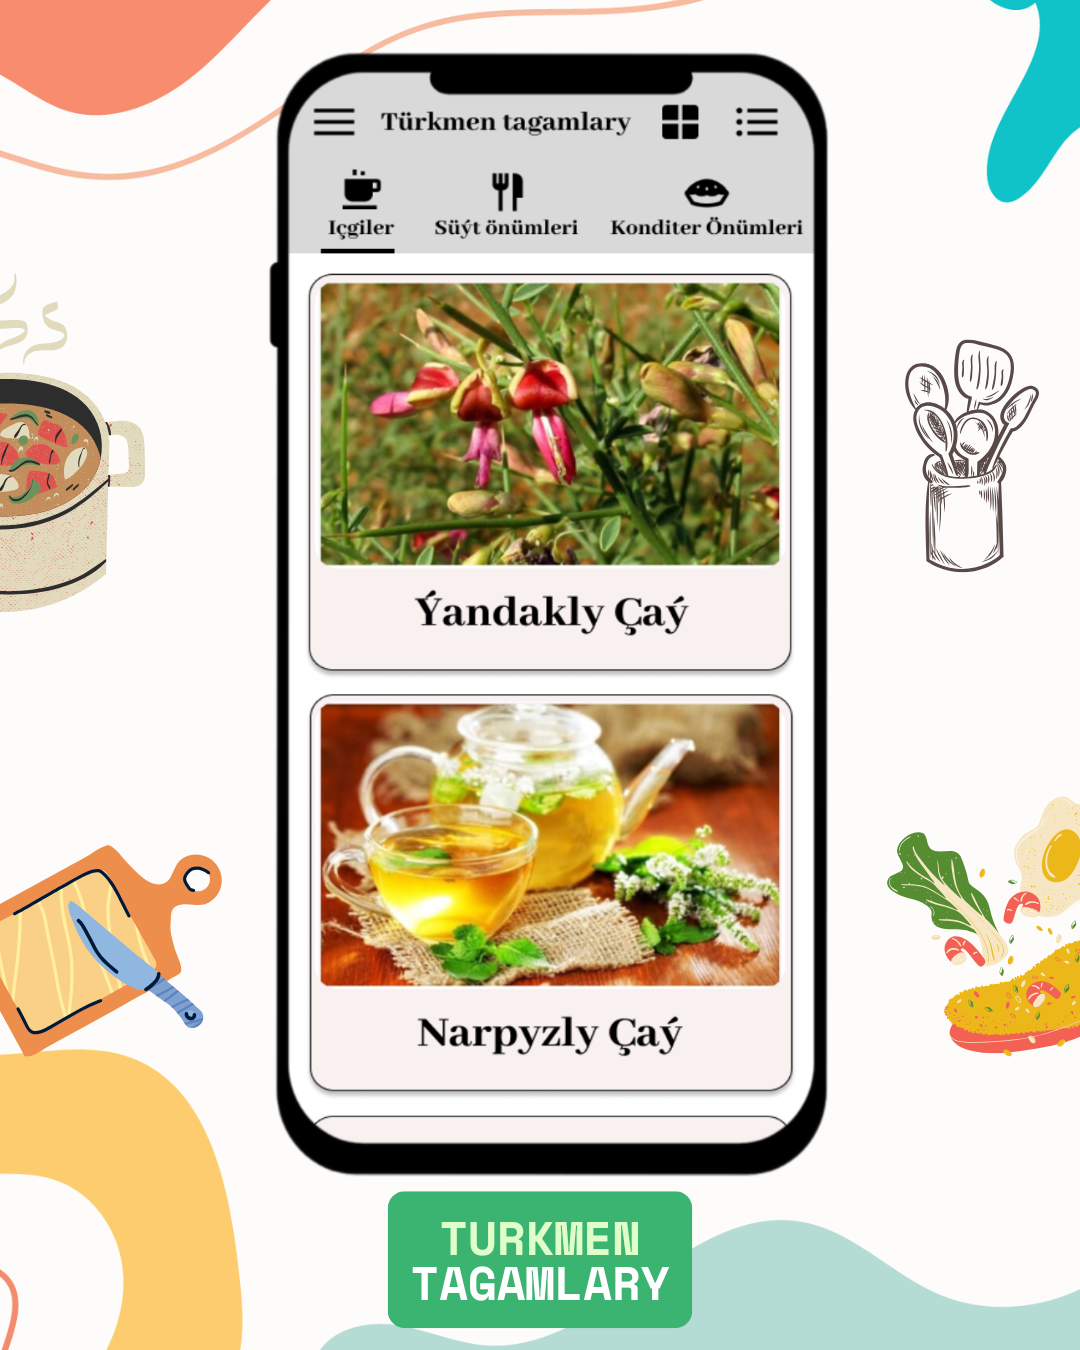 Türkmen tagamlary
Içgiler
Süýt önümleri
Konditer Önümleri
Ýandakly Çaý
Narpyzly Çaý
TURKMEN
TAGAMLARY